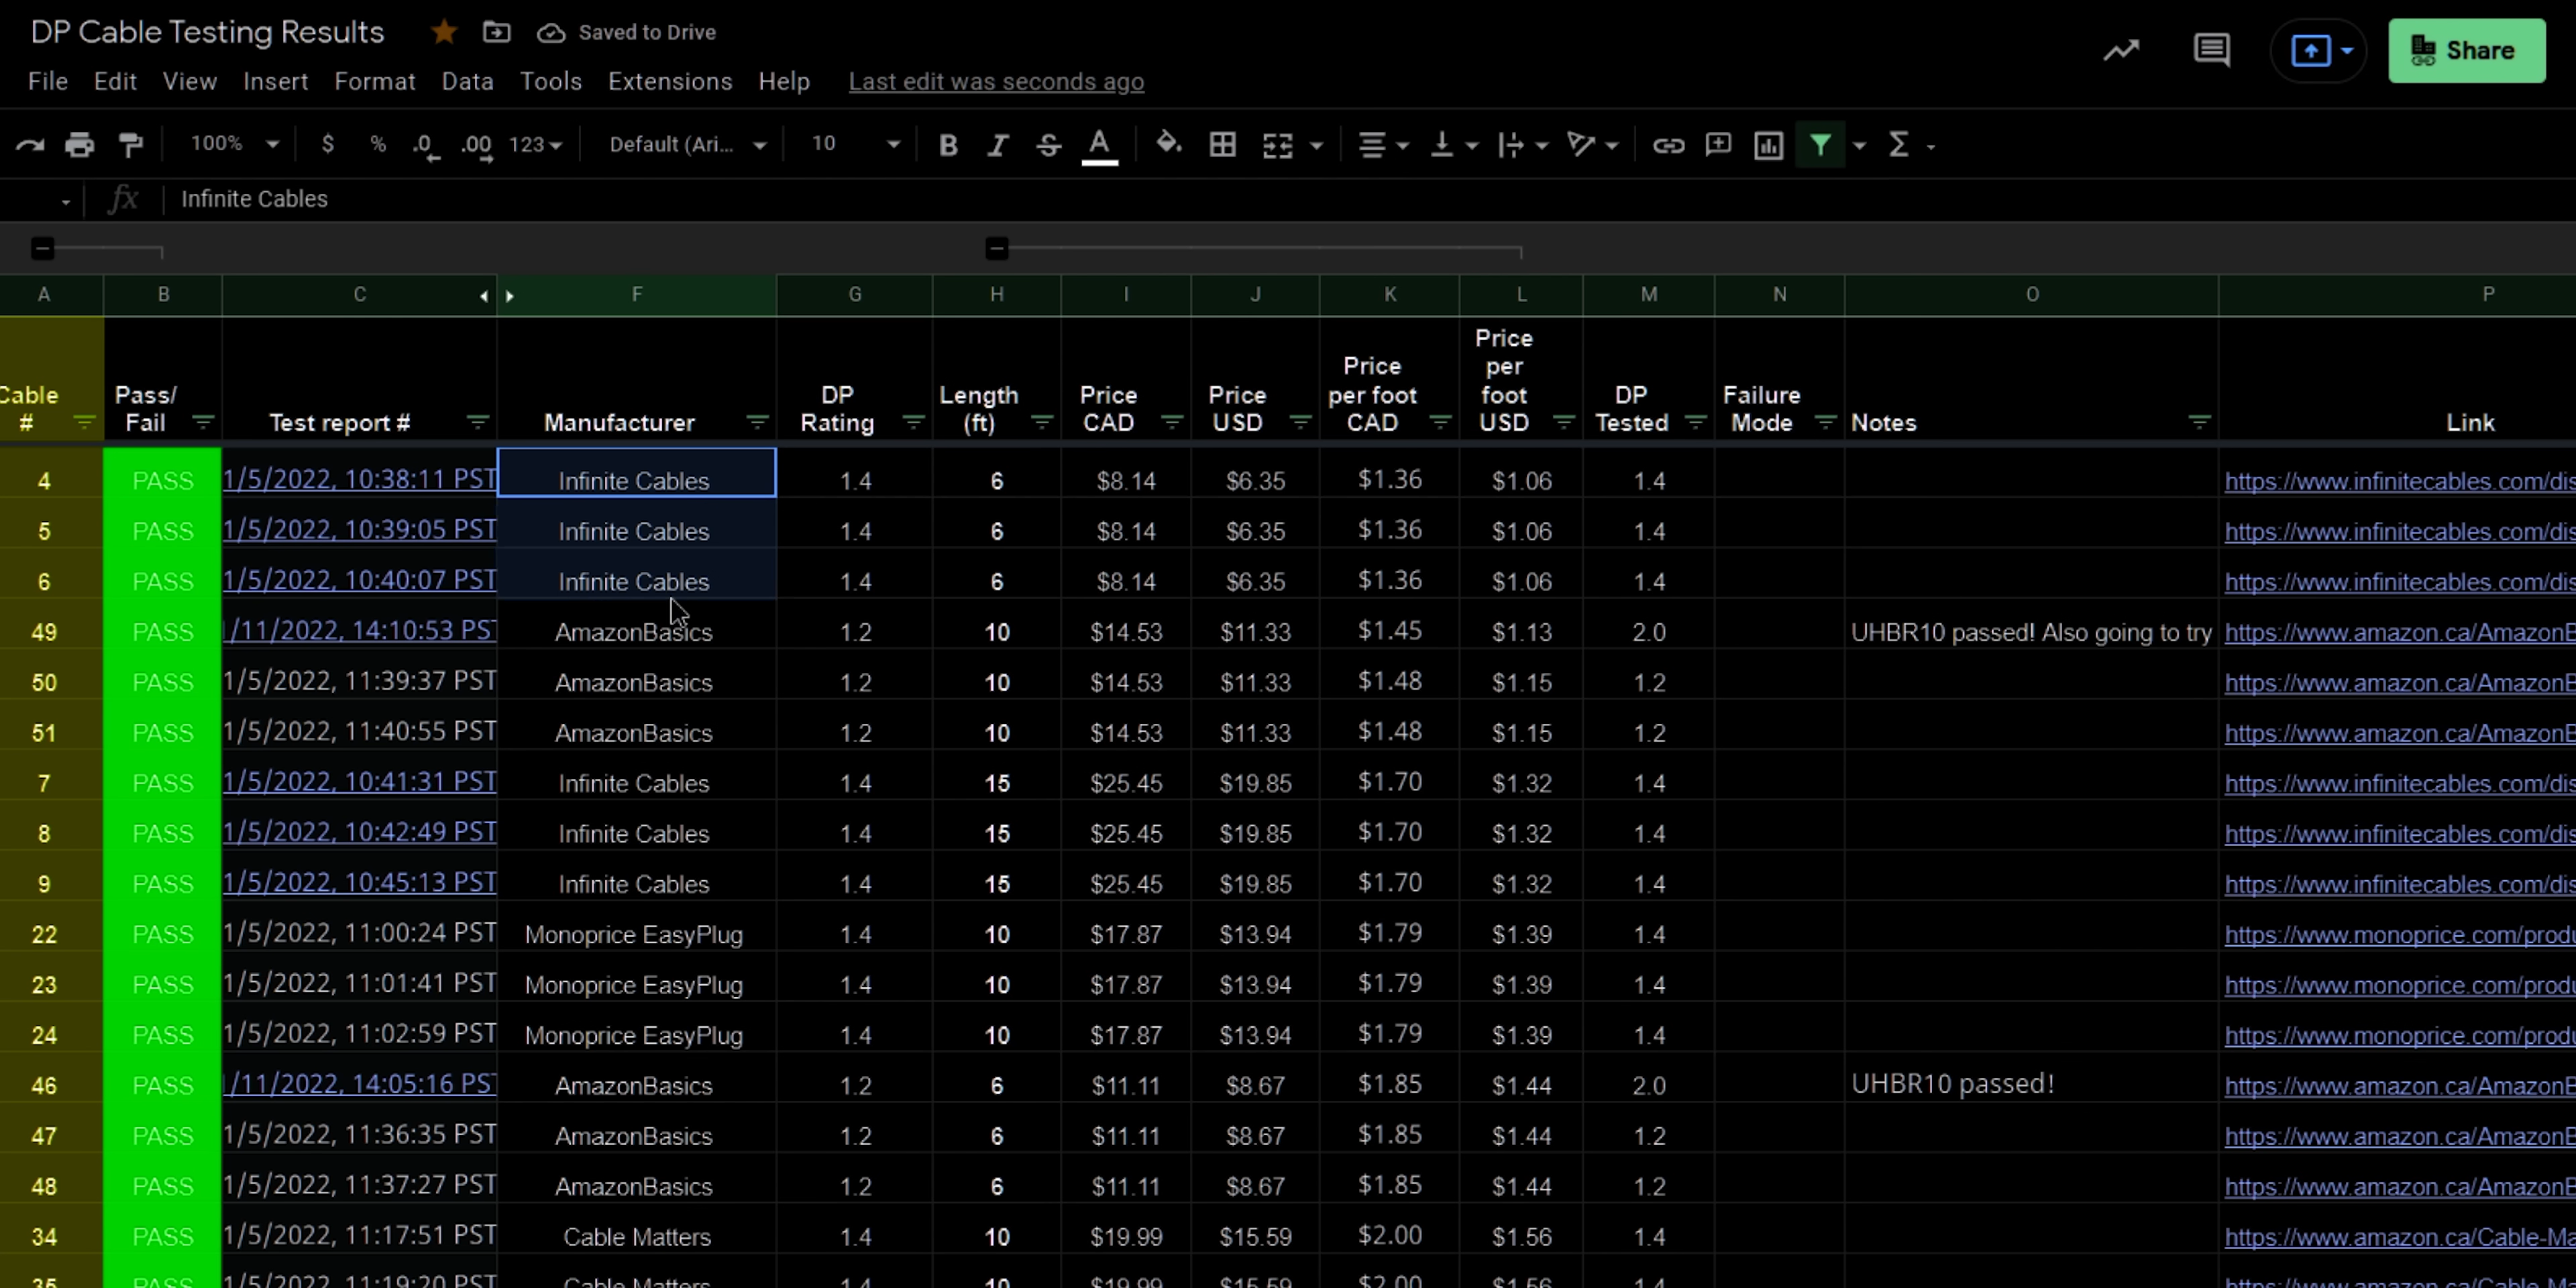 DP Cable Testing Results Saved to Drive
File Edit View Insert Format Data Tools Extensions Help Last edit was seconds ago
Share
100% $ % .0 .00 123 Default (Ari... 10 B I S A Σ
fx Infinite Cables
A B C F G H I J K L M N O P
Cable # Pass/ Fail Test report # Manufacturer DP Rating Length (ft) Price CAD Price USD Price per foot CAD Price per foot USD DP Tested Failure Mode Notes Link
4 PASS 1/5/2022, 10:38:11 PST Infinite Cables 1.4 6 $8.14 $6.35 $1.36 $1.06 1.4 https://www.infinitecables.com/dis
5 PASS 1/5/2022, 10:39:05 PST Infinite Cables 1.4 6 $8.14 $6.35 $1.36 $1.06 1.4 https://www.infinitecables.com/dis
6 PASS 1/5/2022, 10:40:07 PST Infinite Cables 1.4 6 $8.14 $6.35 $1.36 $1.06 1.4 https://www.infinitecables.com/dis
49 PASS /11/2022, 14:10:53 PST AmazonBasics 1.2 10 $14.53 $11.33 $1.45 $1.13 2.0 UHBR10 passed! Also going to try https://www.amazon.ca/AmazonB
50 PASS 1/5/2022, 11:39:37 PST AmazonBasics 1.2 10 $14.53 $11.33 $1.48 $1.15 1.2 https://www.amazon.ca/AmazonB
51 PASS 1/5/2022, 11:40:55 PST AmazonBasics 1.2 10 $14.53 $11.33 $1.48 $1.15 1.2 https://www.amazon.ca/AmazonB
7 PASS 1/5/2022, 10:41:31 PST Infinite Cables 1.4 15 $25.45 $19.85 $1.70 $1.32 1.4 https://www.infinitecables.com/dis
8 PASS 1/5/2022, 10:42:49 PST Infinite Cables 1.4 15 $25.45 $19.85 $1.70 $1.32 1.4 https://www.infinitecables.com/dis
9 PASS 1/5/2022, 10:45:13 PST Infinite Cables 1.4 15 $25.45 $19.85 $1.70 $1.32 1.4 https://www.infinitecables.com/dis
22 PASS 1/5/2022, 11:00:24 PST Monoprice EasyPlug 1.4 10 $17.87 $13.94 $1.79 $1.39 1.4 https://www.monoprice.com/produ
23 PASS 1/5/2022, 11:01:41 PST Monoprice EasyPlug 1.4 10 $17.87 $13.94 $1.79 $1.39 1.4 https://www.monoprice.com/produ
24 PASS 1/5/2022, 11:02:59 PST Monoprice EasyPlug 1.4 10 $17.87 $13.94 $1.79 $1.39 1.4 https://www.monoprice.com/produ
46 PASS /11/2022, 14:05:16 PST AmazonBasics 1.2 6 $11.11 $8.67 $1.85 $1.44 2.0 UHBR10 passed! https://www.amazon.ca/AmazonB
47 PASS 1/5/2022, 11:36:35 PST AmazonBasics 1.2 6 $11.11 $8.67 $1.85 $1.44 1.2 https://www.amazon.ca/AmazonB
48 PASS 1/5/2022, 11:37:27 PST AmazonBasics 1.2 6 $11.11 $8.67 $1.85 $1.44 1.2 https://www.amazon.ca/AmazonB
34 PASS 1/5/2022, 11:17:51 PST Cable Matters 1.4 10 $19.99 $15.59 $2.00 $1.56 1.4 https://www.amazon.ca/Cable-Ma
35 PASS 1/5/2022, 11:19:20 PST Cable Matters 1.4 10 $19.99 $15.59 $2.00 $1.56 1.4 https://www.amazon.ca/Cable-Ma